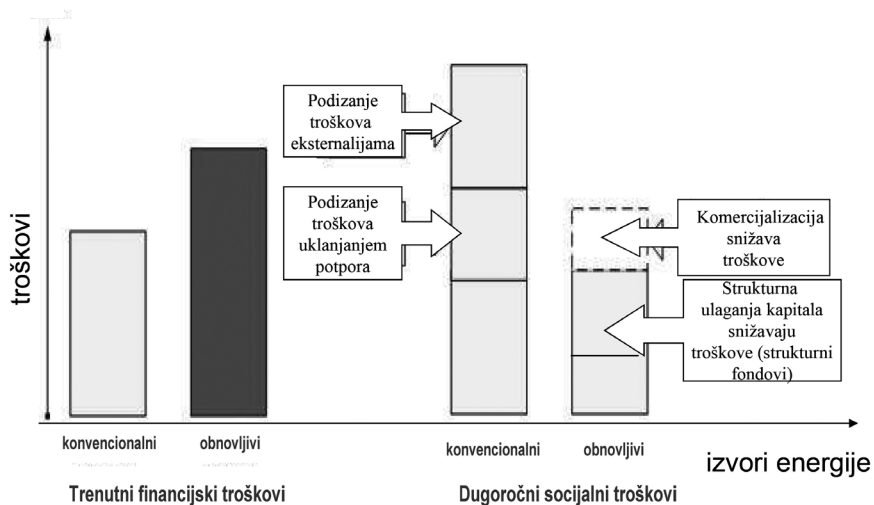 troškovi
Podizanje
troškova
eksternalijama
Podizanje
troškova
uklanjanjem
potpora
Komercijalizacija
snižava
troškove
Strukturna
ulaganja kapitala
snižavaju
troškove (strukturni
fondovi)
konvencionalni
obnovljivi
konvencionalni
obnovljivi
izvori energije
Trenutni financijski troškovi
Dugoročni socijalni troškovi